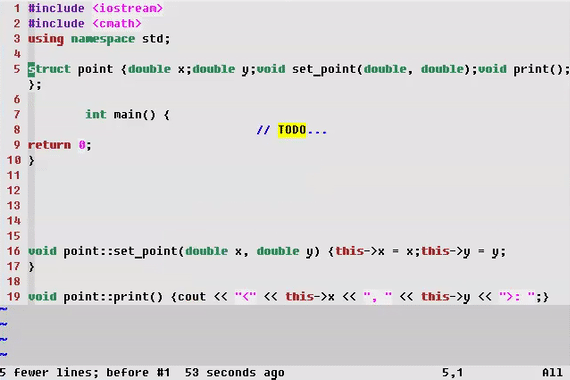 1 #include <iostream>
2 #include <cmath>
3 using namespace std;
4
5 struct point {double x;double y;void set_point(double, double);void print();
};
6
7 int main() {
8 // TODO...
9 return 0;
10 }
11
12
13
14
15
16 void point::set_point(double x, double y) {this->x = x;this->y = y;
17 }
18
19 void point::print() {cout << "<" << this->x << ", " << this->y << ">: ";}
~
~
~
~
5 fewer lines; before #1 53 seconds ago 5,1 All